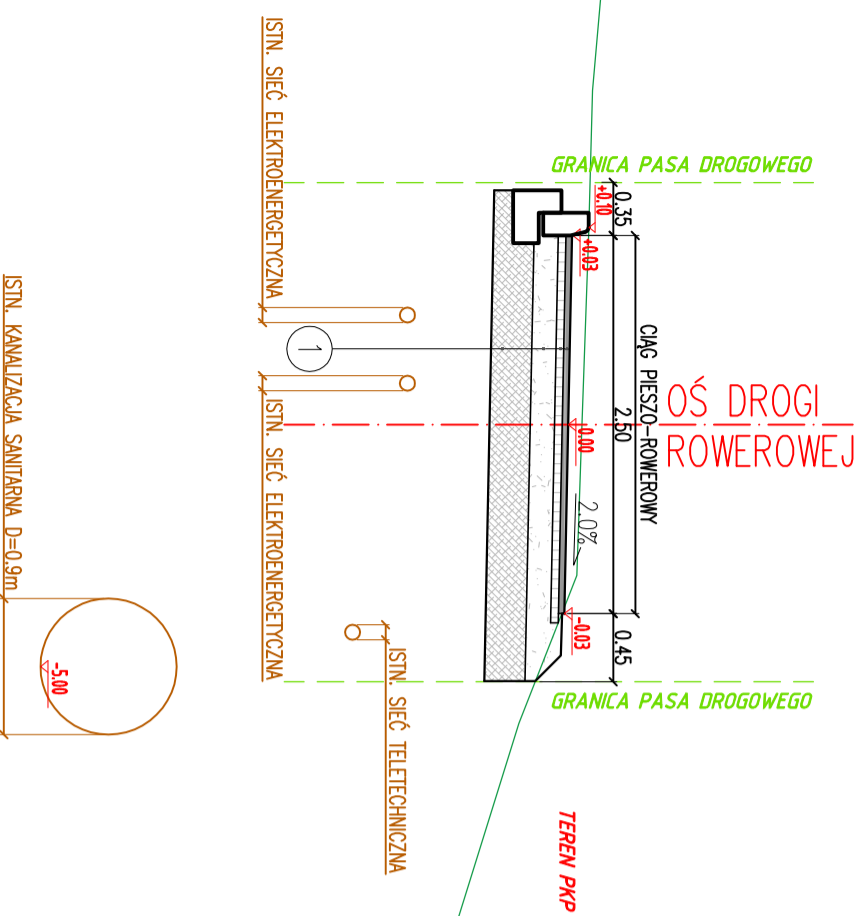 GRANICA PASA DROGOWEGO
OŚ DROGI
ROWEROWEJ
GRANICA PASA DROGOWEGO
TEREN PKP
CIĄG PIESZO-ROWEROWY
0.35
2.50
0.45
+0.10
+0.03
0.00
2.0%
-0.03
1
ISTN. SIEĆ ELEKTROENERGETYCZNA
ISTN. SIEĆ ELEKTROENERGETYCZNA
ISTN. SIEĆ TELETECHNICZNA
ISTN. KANALIZACJA SANITARNA D=0.9m
-5.00